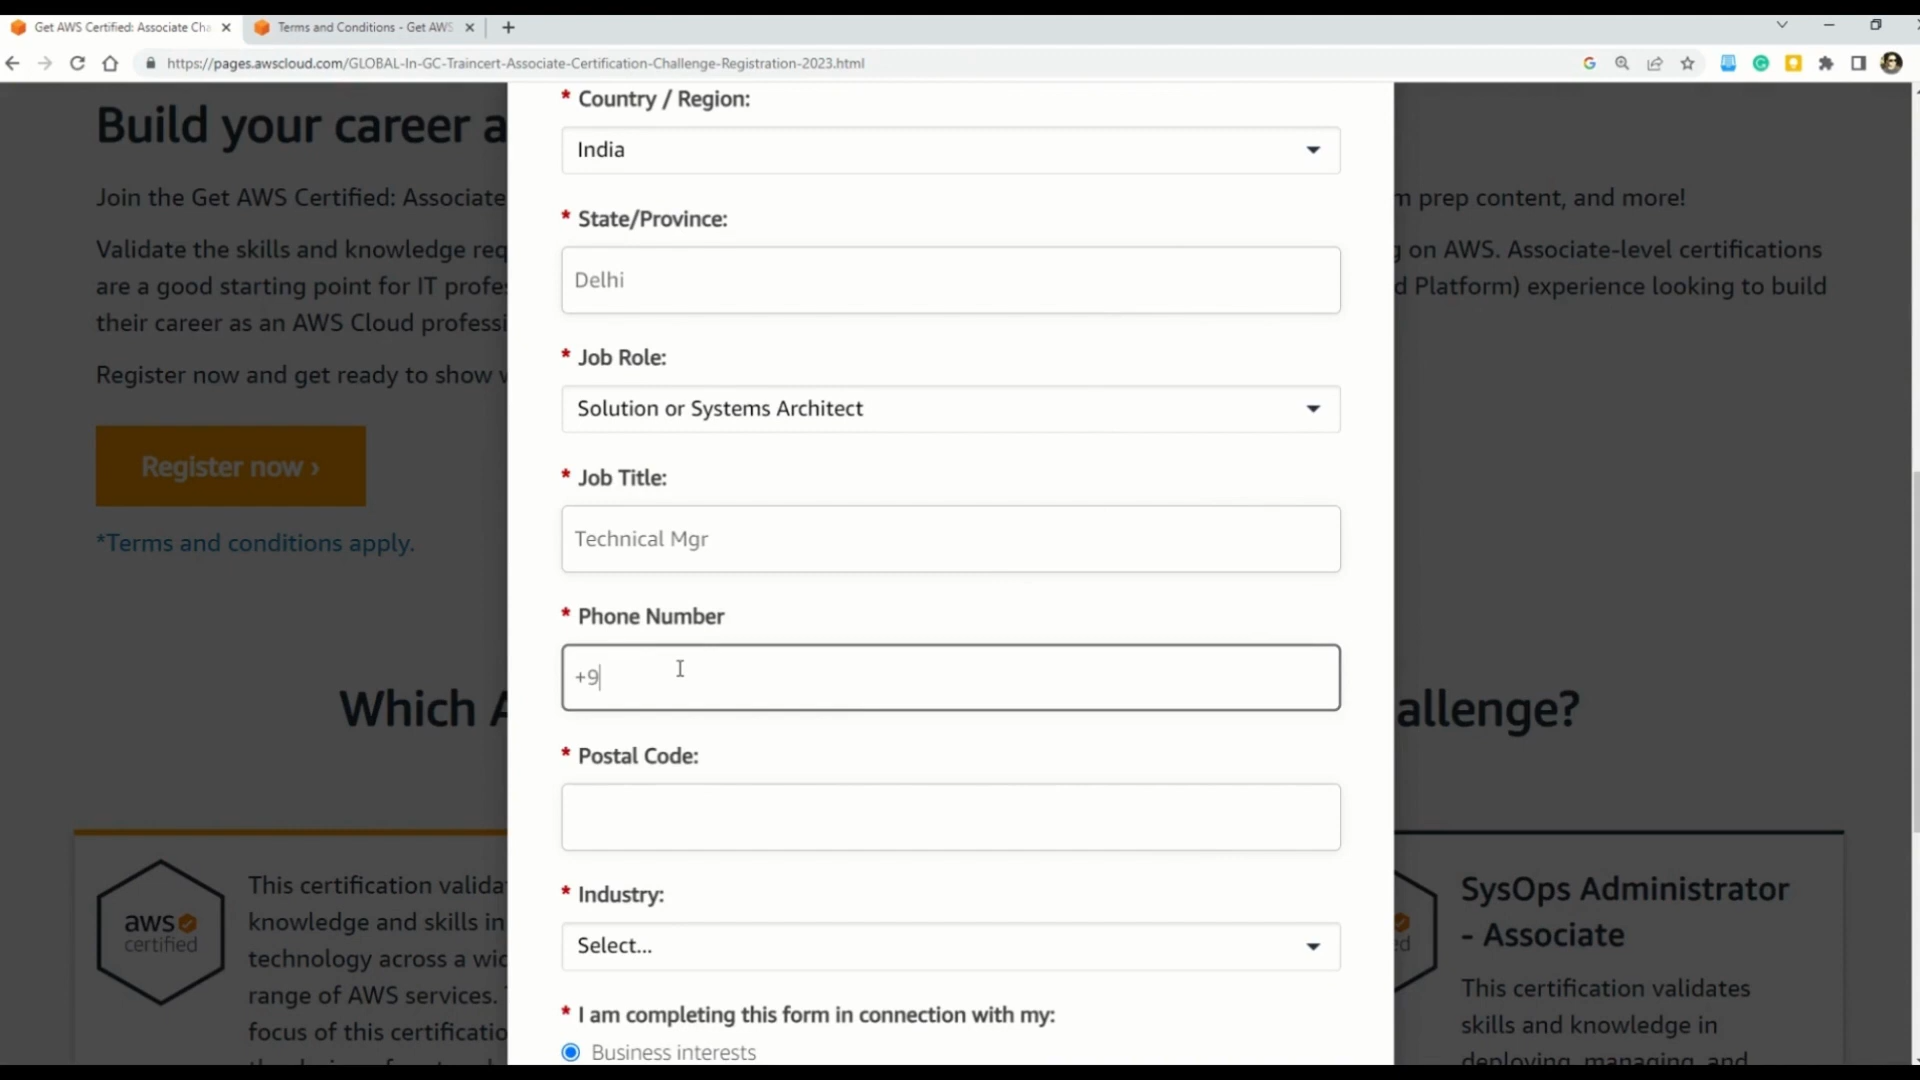 Get AWS Certified: Associate Cha
Terms and Conditions - Get AWS
https://pages.awscloud.com/GLOBAL-In-GC-Traincert-Associate-Certification-Challenge-Registration-2023.html
Build your career a
Join the Get AWS Certified: Associate
m prep content, and more!
Validate the skills and knowledge req
g on AWS. Associate-level certifications
are a good starting point for IT profes
d Platform) experience looking to build
their career as an AWS Cloud professi
Register now and get ready to show w
Register now ›
*Terms and conditions apply.
* Country / Region:
India
* State/Province:
Delhi
* Job Role:
Solution or Systems Architect
* Job Title:
Technical Mgr
* Phone Number
+9
* Postal Code:
* Industry:
Select...
* I am completing this form in connection with my:
Business interests
Which A
allenge?
aws
certified
This certification valida
knowledge and skills in
technology across a wid
range of AWS services.
focus of this certificatio
ed
SysOps Administrator
- Associate
This certification validates
skills and knowledge in
deploying, managing, and